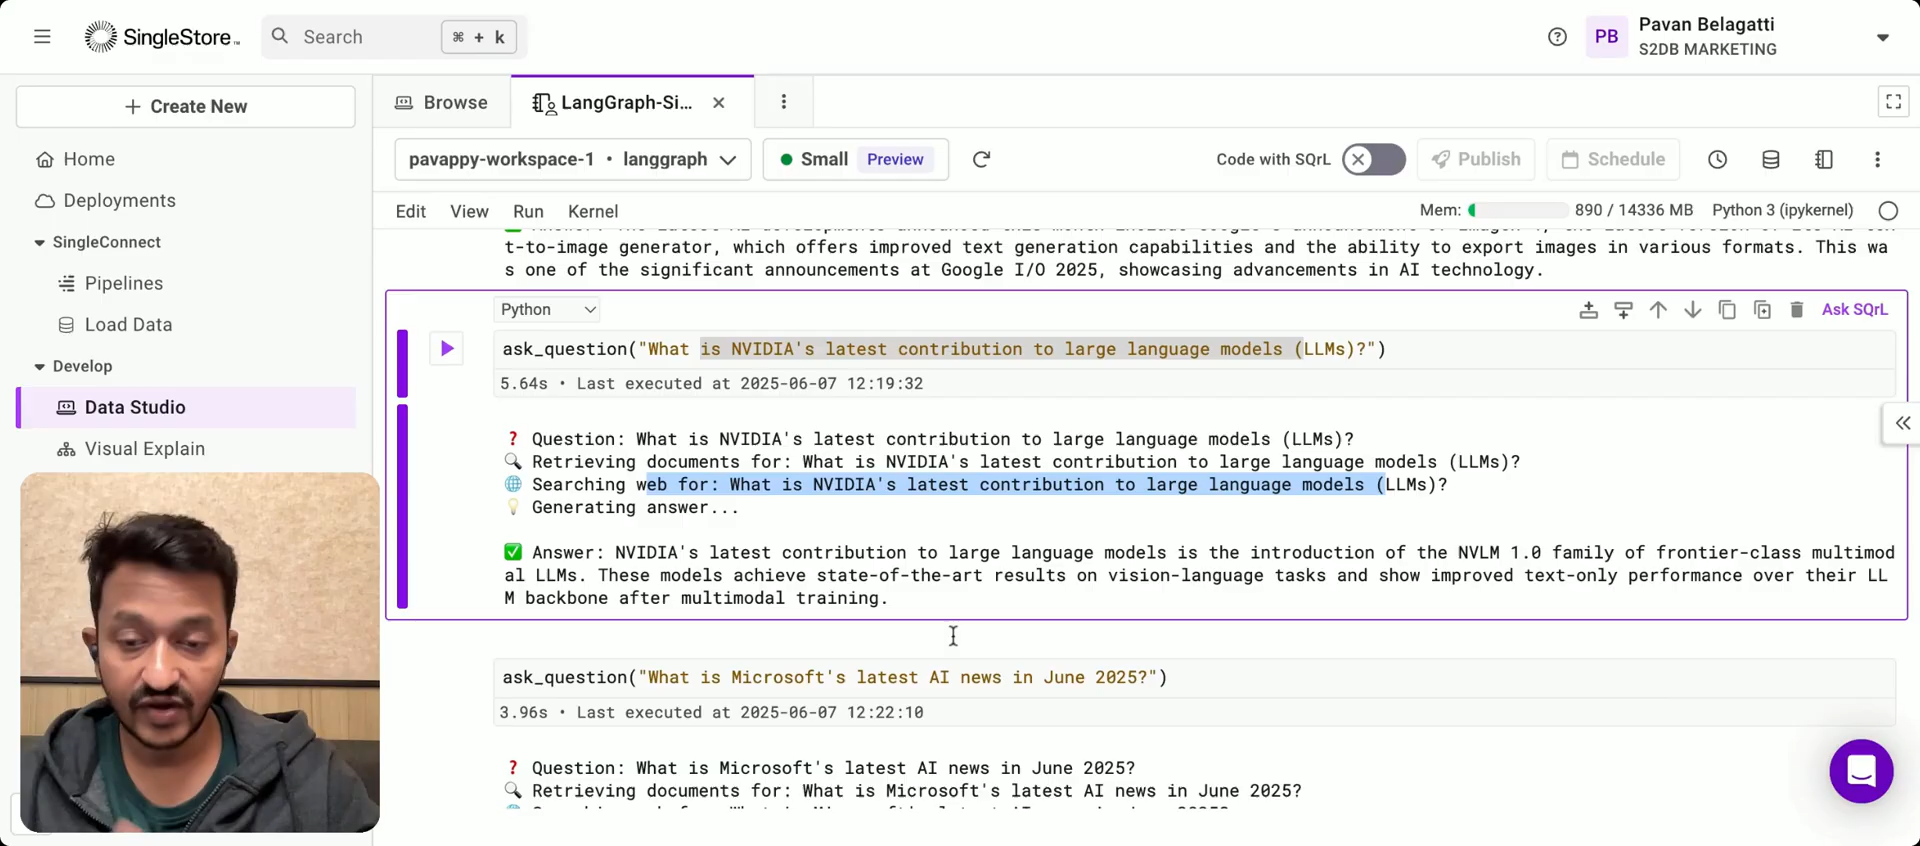 SingleStore
Search
⌘ + k
PB
Pavan Belagatti
S2DB MARKETING
+ Create New
Home
Deployments
SingleConnect
Pipelines
Load Data
Develop
Data Studio
Visual Explain
Browse
LangGraph-Si...
pavappy-workspace-1 • langgraph
Small Preview
Code with SQrL
Publish
Schedule
Edit View Run Kernel
Mem: 890 / 14336 MB Python 3 (ipykernel)
t-to-image generator, which offers improved text generation capabilities and the ability to export images in various formats. This wa
s one of the significant announcements at Google I/O 2025, showcasing advancements in AI technology.
Python
Ask SQrL
ask_question("What is NVIDIA's latest contribution to large language models (LLMs)?")
5.64s • Last executed at 2025-06-07 12:19:32
❓ Question: What is NVIDIA's latest contribution to large language models (LLMs)?
🔍 Retrieving documents for: What is NVIDIA's latest contribution to large language models (LLMs)?
🌐 Searching web for: What is NVIDIA's latest contribution to large language models (LLMs)?
💡 Generating answer...
✅ Answer: NVIDIA's latest contribution to large language models is the introduction of the NVLM 1.0 family of frontier-class multimod
al LLMs. These models achieve state-of-the-art results on vision-language tasks and show improved text-only performance over their LL
M backbone after multimodal training.
ask_question("What is Microsoft's latest AI news in June 2025?")
3.96s • Last executed at 2025-06-07 12:22:10
❓ Question: What is Microsoft's latest AI news in June 2025?
🔍 Retrieving documents for: What is Microsoft's latest AI news in June 2025?